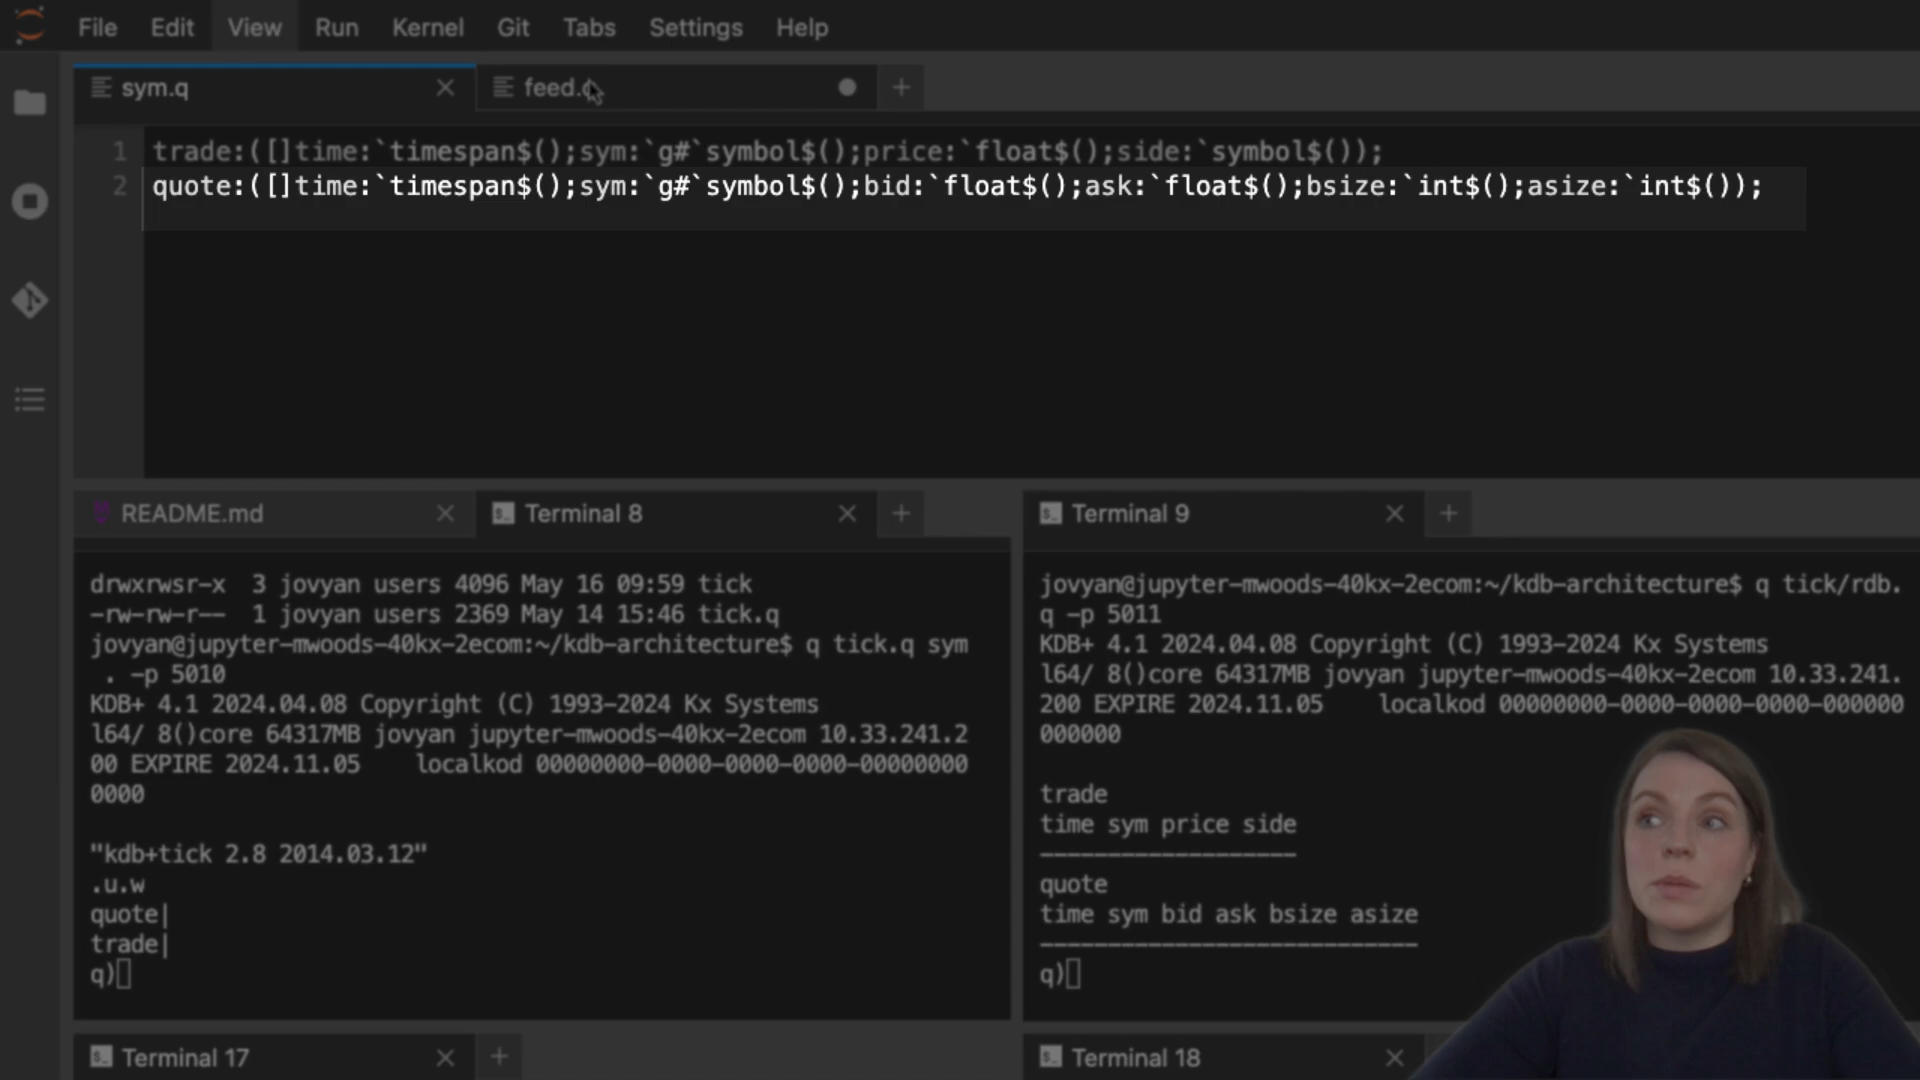 File Edit View Run Kernel Git Tabs Settings Help
sym.q feed.q
1 trade:([]time:`timespan$();sym:`g#`symbol$();price:`float$();side:`symbol$());
2 quote:([]time:`timespan$();sym:`g#`symbol$();bid:`float$();ask:`float$();bsize:`int$();asize:`int$());
README.md Terminal 8
drwxrwsr-x 3 jovyan users 4096 May 16 09:59 tick
-rw-rw-r-- 1 jovyan users 2369 May 14 15:46 tick.q
jovyan@jupyter-mwoods-40kx-2ecom:~/kdb-architecture$ q tick.q sym
. -p 5010
KDB+ 4.1 2024.04.08 Copyright (C) 1993-2024 Kx Systems
l64/ 8()core 64317MB jovyan jupyter-mwoods-40kx-2ecom 10.33.241.2
00 EXPIRE 2024.11.05 localkod 00000000-0000-0000-0000-00000000
0000
"kdb+tick 2.8 2014.03.12"
.u.w
quote|
trade|
q)
Terminal 9
jovyan@jupyter-mwoods-40kx-2ecom:~/kdb-architecture$ q tick/rdb.
q -p 5011
KDB+ 4.1 2024.04.08 Copyright (C) 1993-2024 Kx Systems
l64/ 8()core 64317MB jovyan jupyter-mwoods-40kx-2ecom 10.33.241.
200 EXPIRE 2024.11.05 localkod 00000000-0000-0000-0000-000000
000000
trade
time sym price side
-------------------
quote
time sym bid ask bsize asize
----------------------------
q)
Terminal 17
Terminal 18